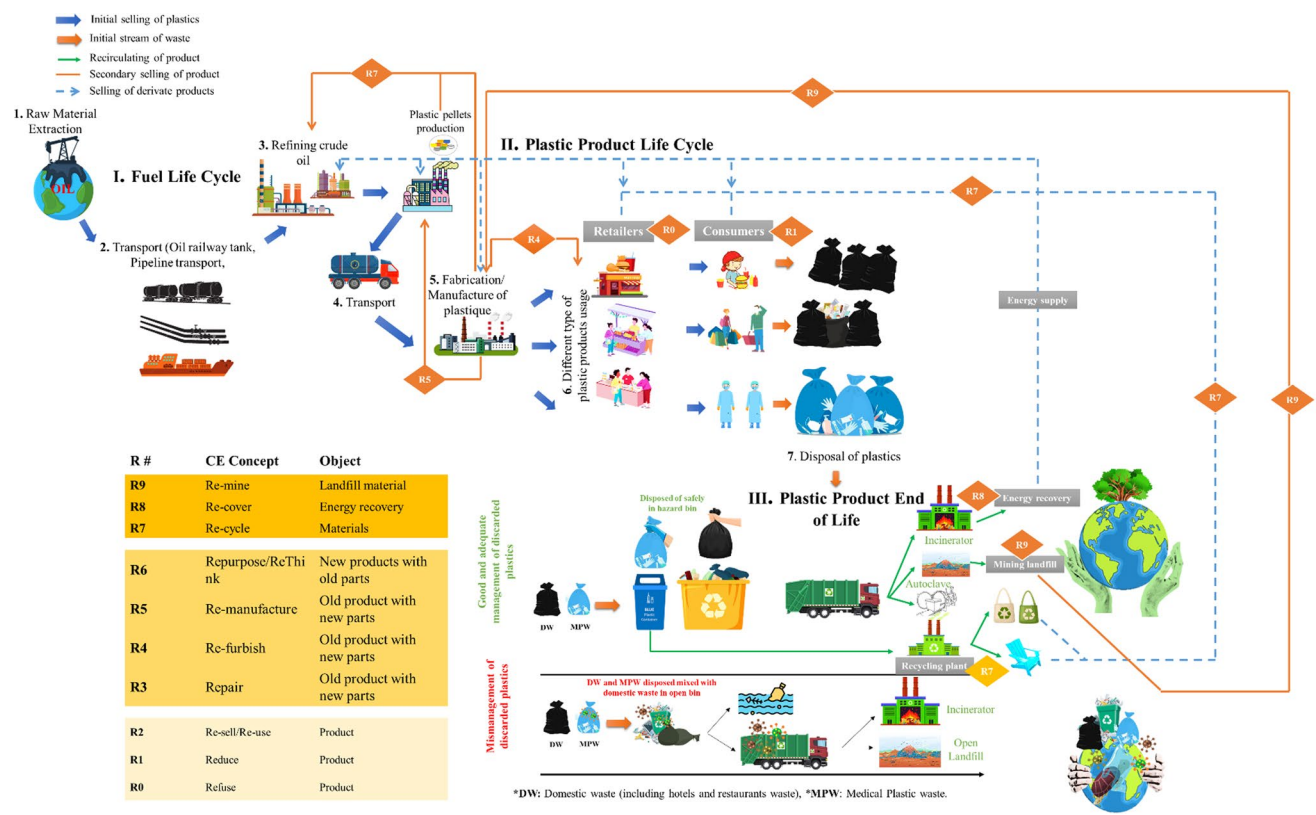 Initial selling of plastics
Initial stream of waste
Recirculating of product
Secondary selling of product
Selling of derivate products
1. Raw Material
Extraction
OIL
I. Fuel Life Cycle
2. Transport (Oil railway tank,
Pipeline transport,
3. Refining crude
oil
R7
Plastic pellets
production
II. Plastic Product Life Cycle
R9
4. Transport
5. Fabrication/
Manufacture of
plastique
R5
R4
6. Different type of
plastic products usage
Retailers
R0
Consumers
R1
R7
Energy supply
R7
R9
7. Disposal of plastics
III. Plastic Product End
of Life
R # CE Concept Object
R9 Re-mine Landfill material
R8 Re-cover Energy recovery
R7 Re-cycle Materials
R6 Repurpose/ReThi New products with
nk old parts
R5 Re-manufacture Old product with
new parts
R4 Re-furbish Old product with
new parts
R3 Repair Old product with
new parts
R2 Re-sell/Re-use Product
R1 Reduce Product
R0 Refuse Product
Good and adequate
management of discarded
plastics
Disposed of safely
in hazard bin
DW MPW
BLUE
Incinerator
R8
Energy recovery
R9
Mining landfill
Autoclave
Recycling plant
R7
Mismanagement of
discarded plastics
DW and MPW disposed mixed with
domestic waste in open bin
DW MPW
Incinerator
Open
Landfill
*DW: Domestic waste (including hotels and restaurants waste), *MPW: Medical Plastic waste.